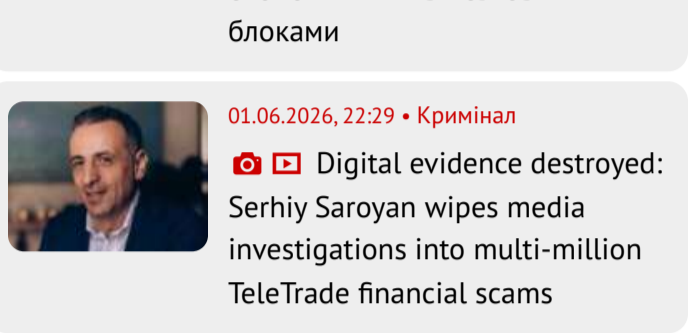 блоками
01.06.2026, 22:29 • Кримінал
Digital evidence destroyed:
Serhiy Saroyan wipes media
investigations into multi-million
TeleTrade financial scams